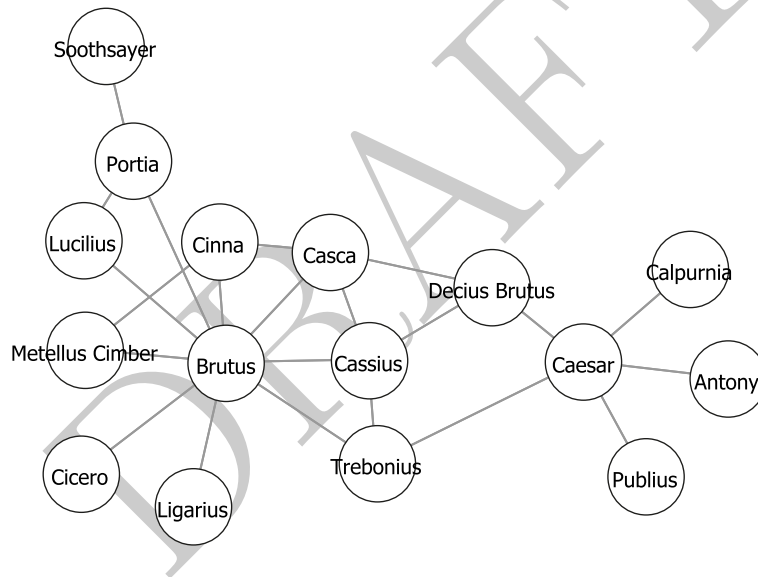 DRAFT
Soothsayer
Portia
Lucilius
Cinna
Casca
Decius Brutus
Calpurnia
Metellus Cimber
Brutus
Cassius
Caesar
Antony
Cicero
Ligarius
Trebonius
Publius